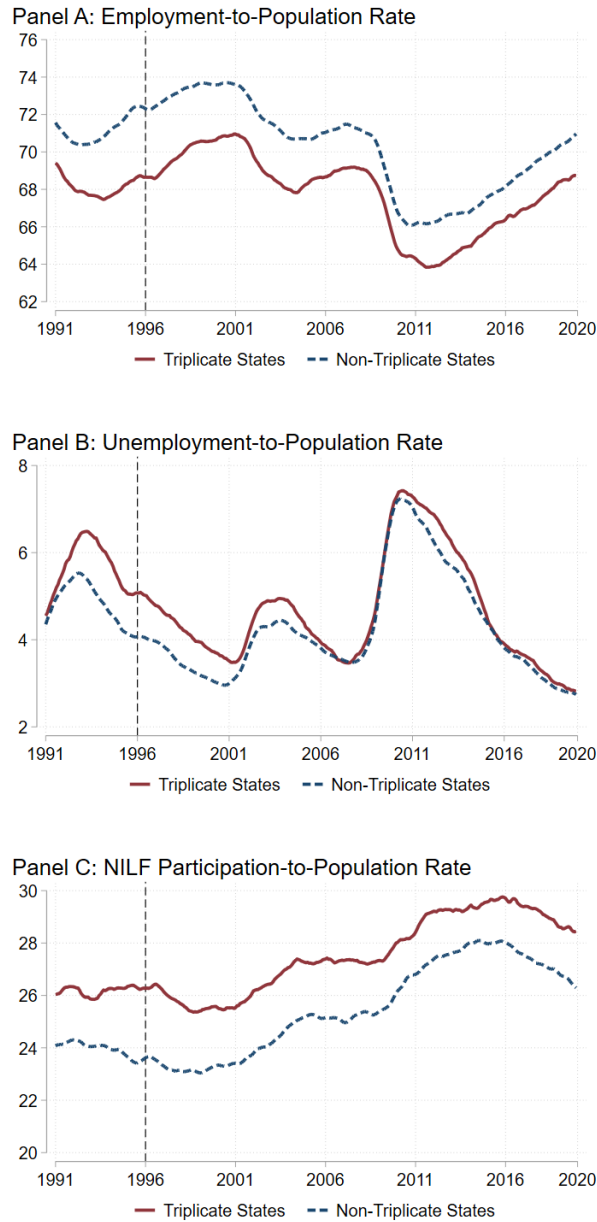 Panel A: Employment-to-Population Rate
76
74
72
70
68
66
64
62
1991 1996 2001 2006 2011 2016 2020
Triplicate States Non-Triplicate States
Panel B: Unemployment-to-Population Rate
8
6
4
2
1991 1996 2001 2006 2011 2016 2020
Triplicate States Non-Triplicate States
Panel C: NILF Participation-to-Population Rate
30
28
26
24
22
20
1991 1996 2001 2006 2011 2016 2020
Triplicate States Non-Triplicate States